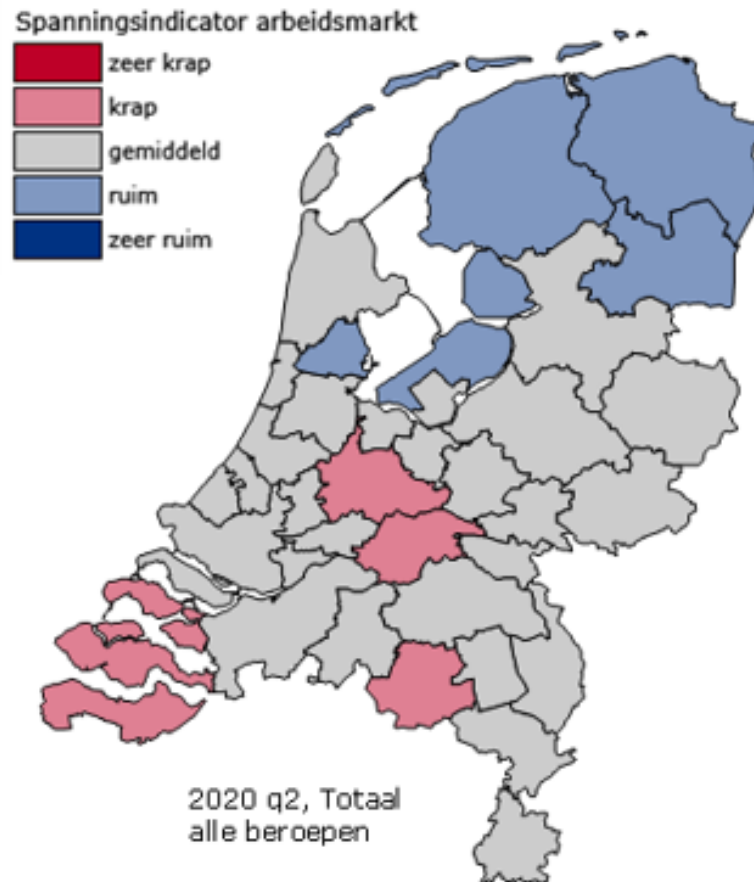 Spanningsindicator arbeidsmarkt
zeer krap
krap
gemiddeld
ruim
zeer ruim
2020 q2, Totaal
alle beroepen